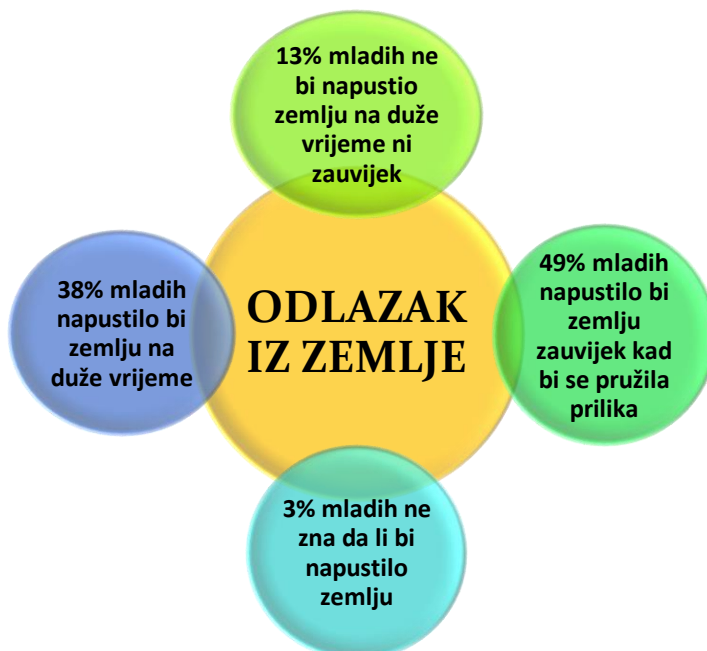 13% mladih ne
bi napustio
zemlju na duže
vrijeme ni
zauvijek
38% mladih
napustilo bi
zemlju na
duže vrijeme
ODLAZAK
IZ ZEMLJE
49% mladih
napustilo bi
zemlju
zauvijek kad
bi se pružila
prilika
3% mladih ne
zna da li bi
napustilo
zemlju